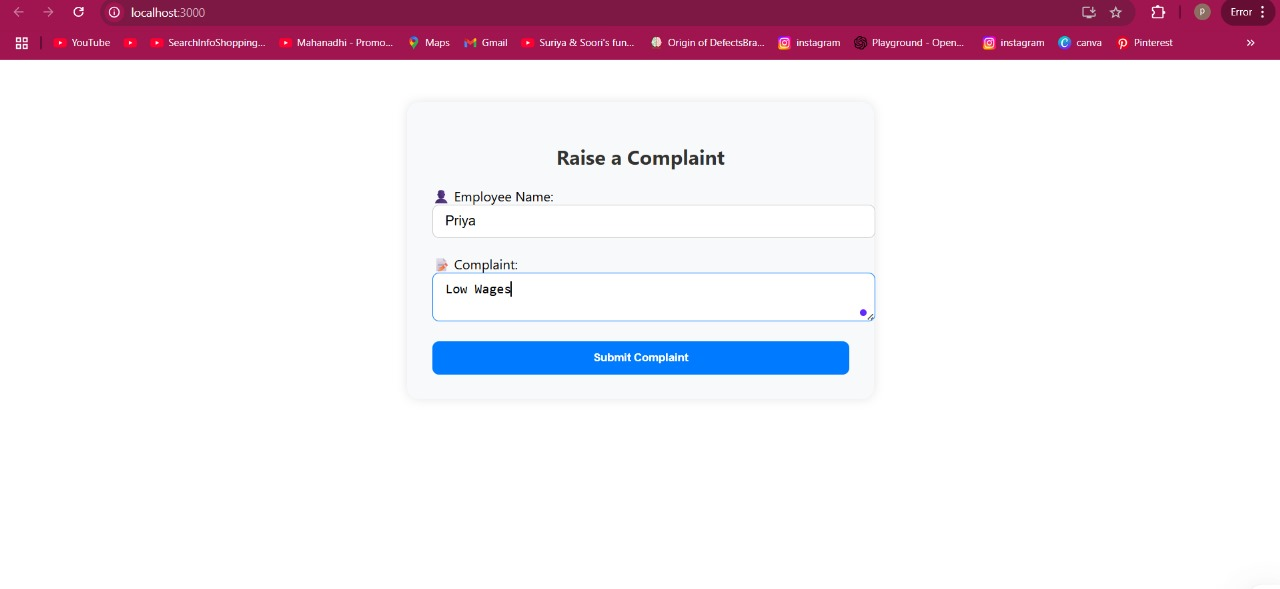 localhost:3000
P
Error
YouTube
SearchInfoShopping...
Mahanadhi - Promo...
Maps
Gmail
Suriya & Soori's fun...
Origin of DefectsBra...
instagram
Playground - Open...
instagram
canva
Pinterest
Raise a Complaint
Employee Name:
Priya
Complaint:
Low Wages
Submit Complaint